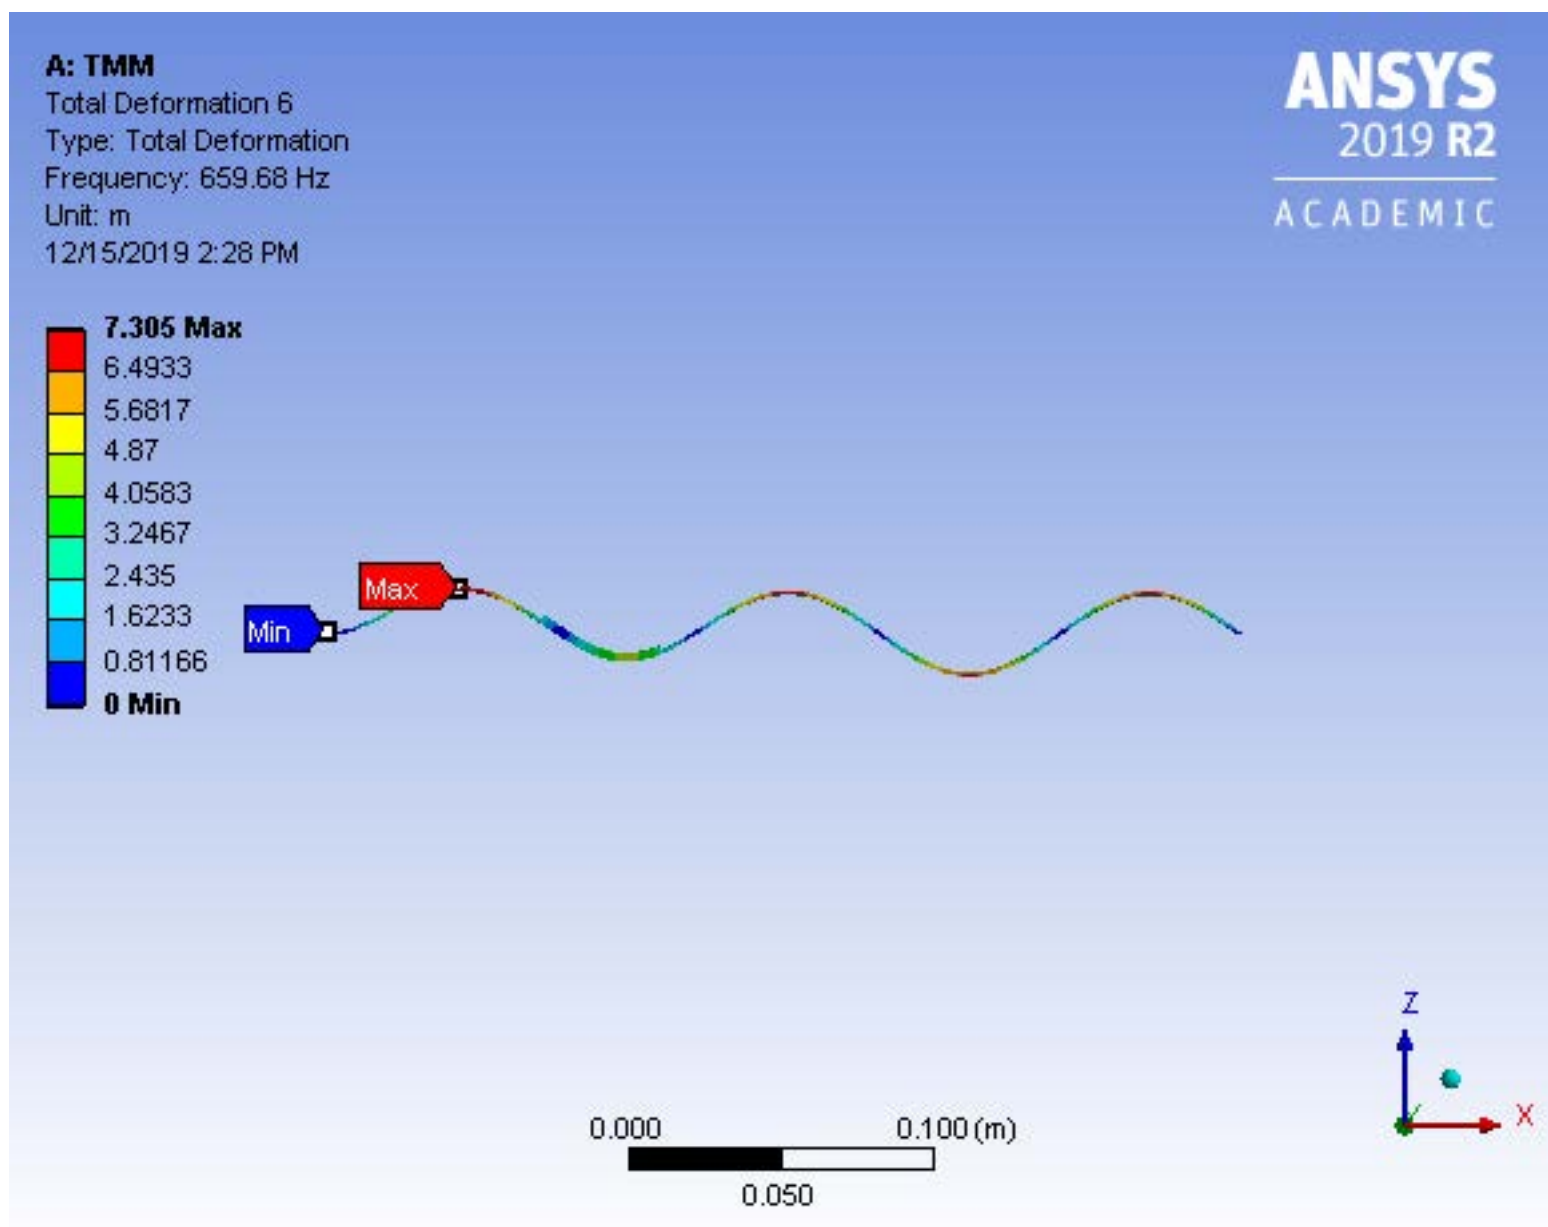 A: TMM
Total Deformation 6
Type: Total Deformation
Frequency: 659.68 Hz
Unit: m
12/15/2019 2:28 PM
ANSYS
2019 R2
ACADEMIC
7.305 Max
6.4933
5.6817
4.87
4.0583
3.2467
2.435
1.6233
0.81166
0 Min
Max
Min
0.000
0.100 (m)
0.050
Z
Y
X